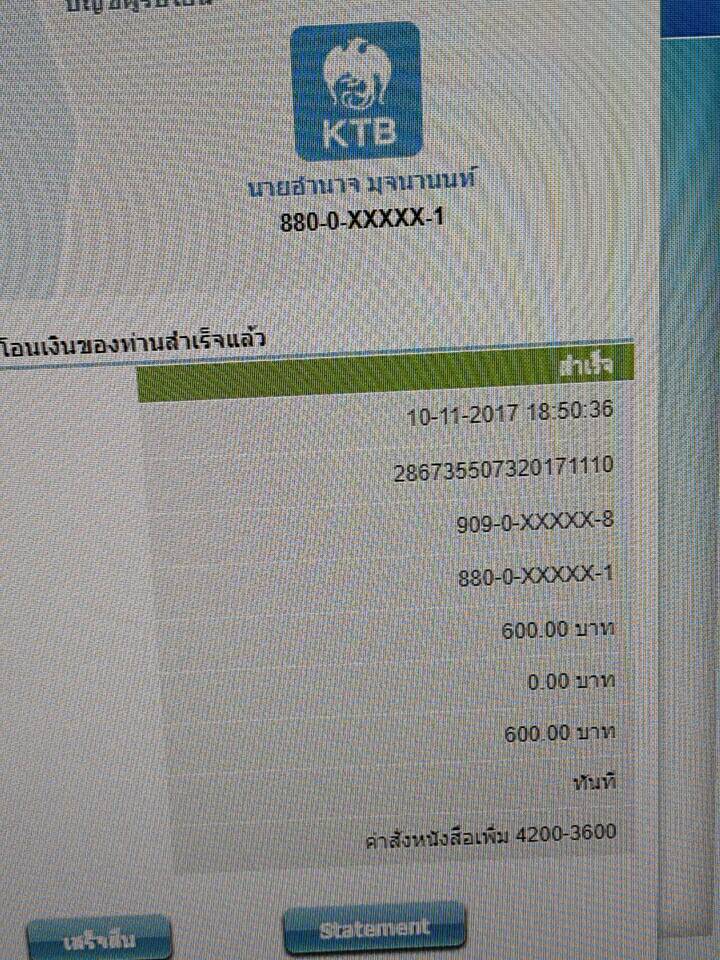 KTB
นายอำนาจ มุจนานนท์
880-0-XXXXX-1
โอนเงินของท่านสำเร็จแล้ว
สำเร็จ
10-11-2017 18:50:36
286735507320171110
909-0-XXXXX-8
880-0-XXXXX-1
600.00 บาท
0.00 บาท
600.00 บาท
ทันที
ค่าสั่งหนังสือเพิ่ม 4200-3600
เสร็จสิ้น
Statement